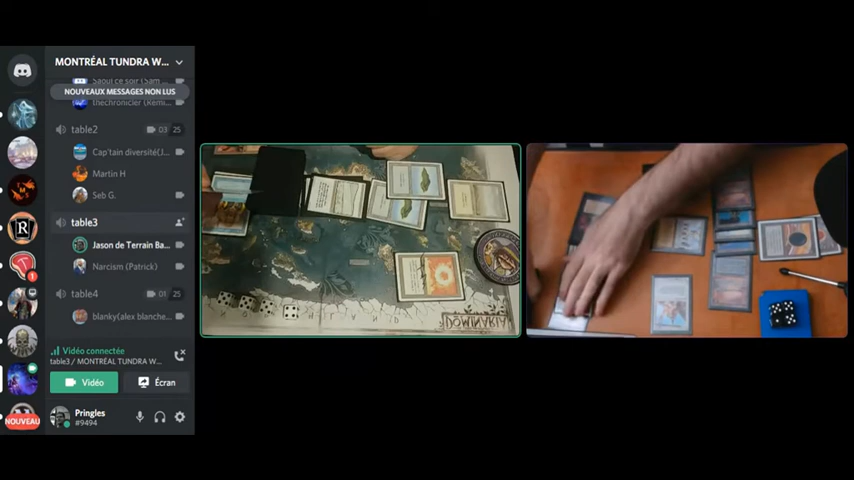 MONTRÉAL TUNDRA W...
Saoul ce soir (Sam
NOUVEAUX MESSAGES NON LUS
thechronicler (Remi
table2
03 25
Cap'tain diversité(J...
Martin H
Seb G.
table3
Jason de Terrain Ba...
Narcism (Patrick)
table4
01 25
blanky(alex blanche...
Vidéo connectée
table3 / MONTRÉAL TUNDRA W...
Vidéo
Écran
Pringles
#9494
NOUVEAU
1
R
DOMINARIA